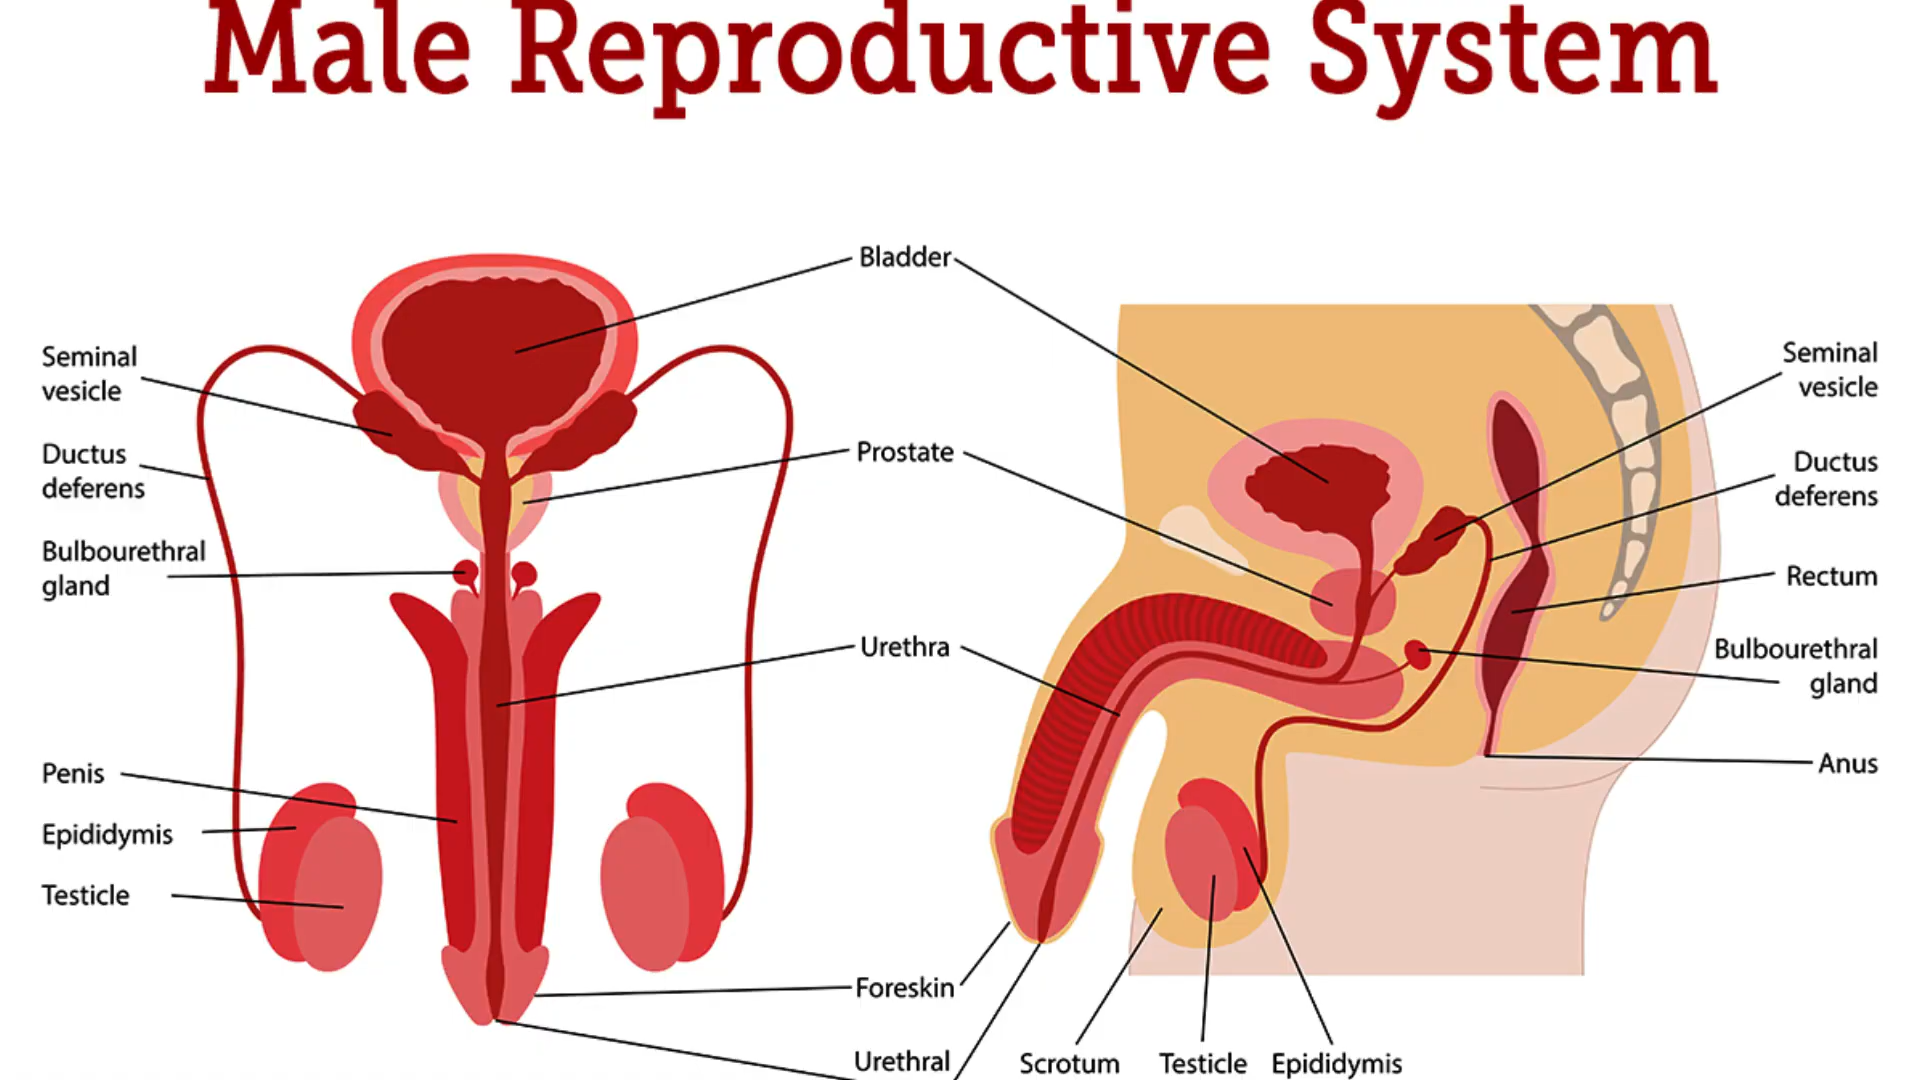 Male Reproductive System
Bladder
Seminal
vesicle
Ductus
deferens
Bulbourethral
gland
Penis
Epididymis
Testicle
Prostate
Urethra
Foreskin
Urethral
Seminal
vesicle
Ductus
deferens
Rectum
Bulbourethral
gland
Anus
Scrotum
Testicle
Epididymis